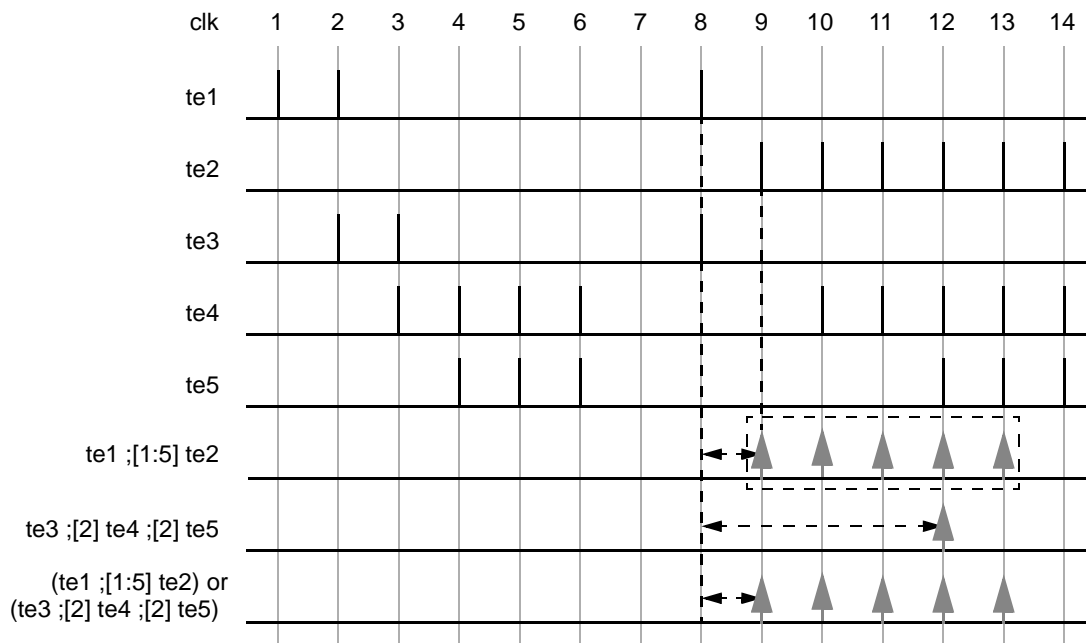 clk 1 2 3 4 5 6 7 8 9 10 11 12 13 14
te1
te2
te3
te4
te5
te1 ;[1:5] te2
te3 ;[2] te4 ;[2] te5
(te1 ;[1:5] te2) or
(te3 ;[2] te4 ;[2] te5)